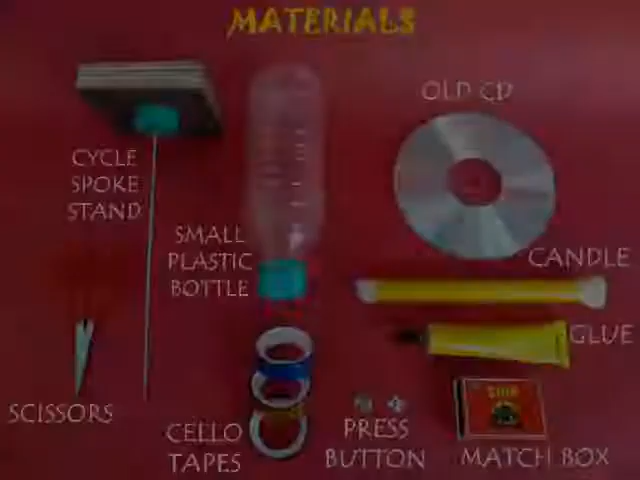 MATERIALS
OLD CD
CYCLE
SPOKE
STAND
SMALL
PLASTIC
BOTTLE
CANDLE
GLUE
SCISSORS
CELLO
TAPES
PRESS
BUTTON
MATCH BOX